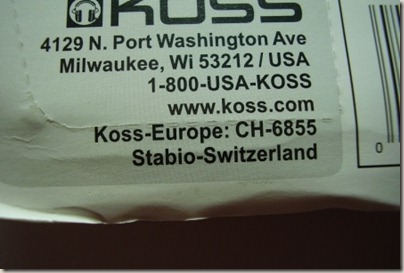 KOSS
4129 N. Port Washington Ave
Milwaukee, Wi 53212 / USA
1-800-USA-KOSS
www.koss.com
Koss-Europe: CH-6855
Stabio-Switzerland
0